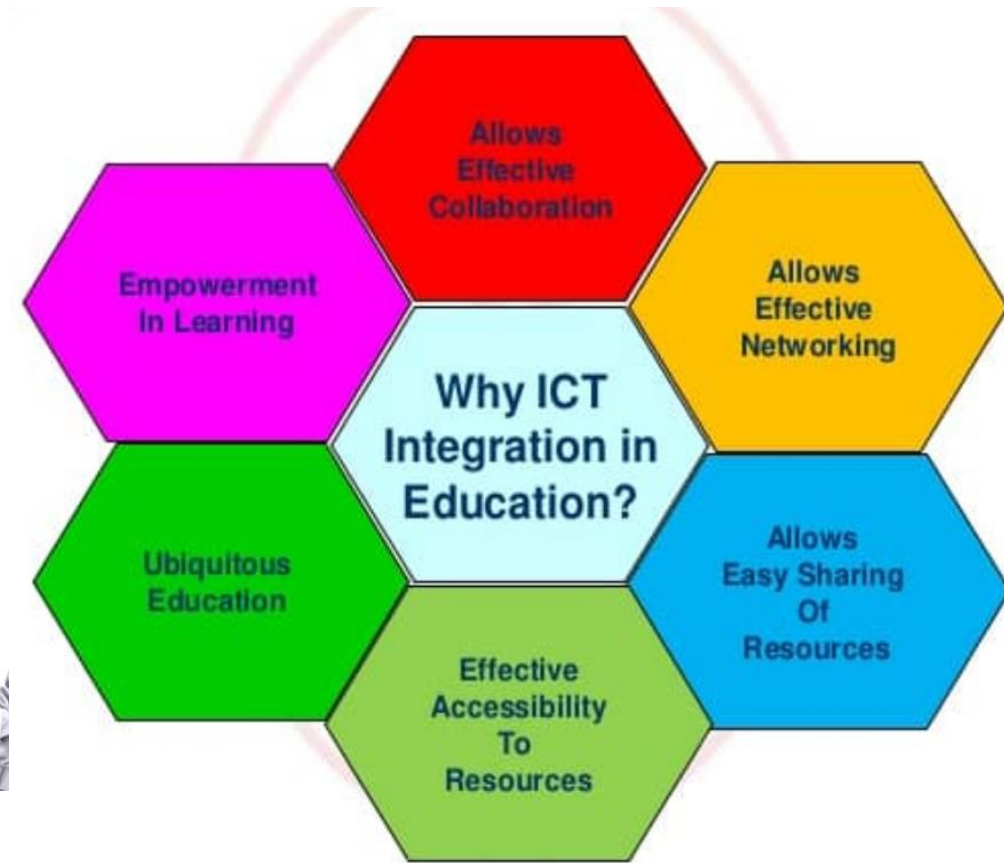 Allows
Effective
Collaboration
Allows
Effective
Networking
Allows
Easy Sharing
Of
Resources
Effective
Accessibility
To
Resources
Ubiquitous
Education
Empowerment
In Learning
Why ICT
Integration in
Education?